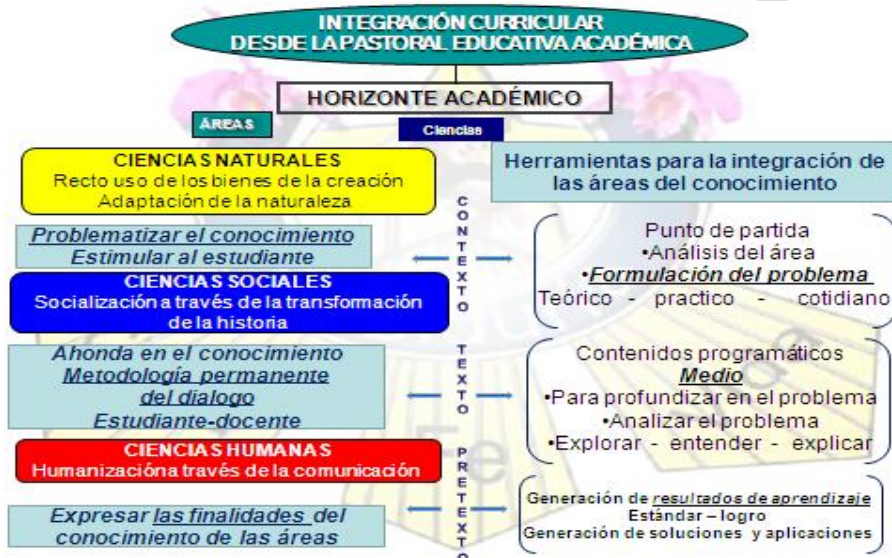 INTEGRACIÓN CURRICULAR
DESDE LA PASTORAL EDUCATIVA ACADÉMICA
HORIZONTE ACADÉMICO
ÁREAS
Ciencias
CIENCIAS NATURALES
Recto uso de los bienes de la creación
Adaptación de la naturaleza
Problematizar el conocimiento
Estimular al estudiante
CIENCIAS SOCIALES
Socialización a través de la transformación
de la historia
Ahonda en el conocimiento
Metodología permanente
del dialogo
Estudiante-docente
CIENCIAS HUMANAS
Humanizacióna través de la comunicación
Expresar las finalidades del
conocimiento de las áreas
CONTEXTO
TEXTO
PRETEXTO
Herramientas para la integración de
las áreas del conocimiento
Punto de partida
•Análisis del área
•Formulación del problema
Teórico - practico - cotidiano
Contenidos programáticos
Medio
•Para profundizar en el problema
•Analizar el problema
•Explorar - entender - explicar
Generación de resultados de aprendizaje
Estándar – logro
Generación de soluciones y aplicaciones
Fe
Vida